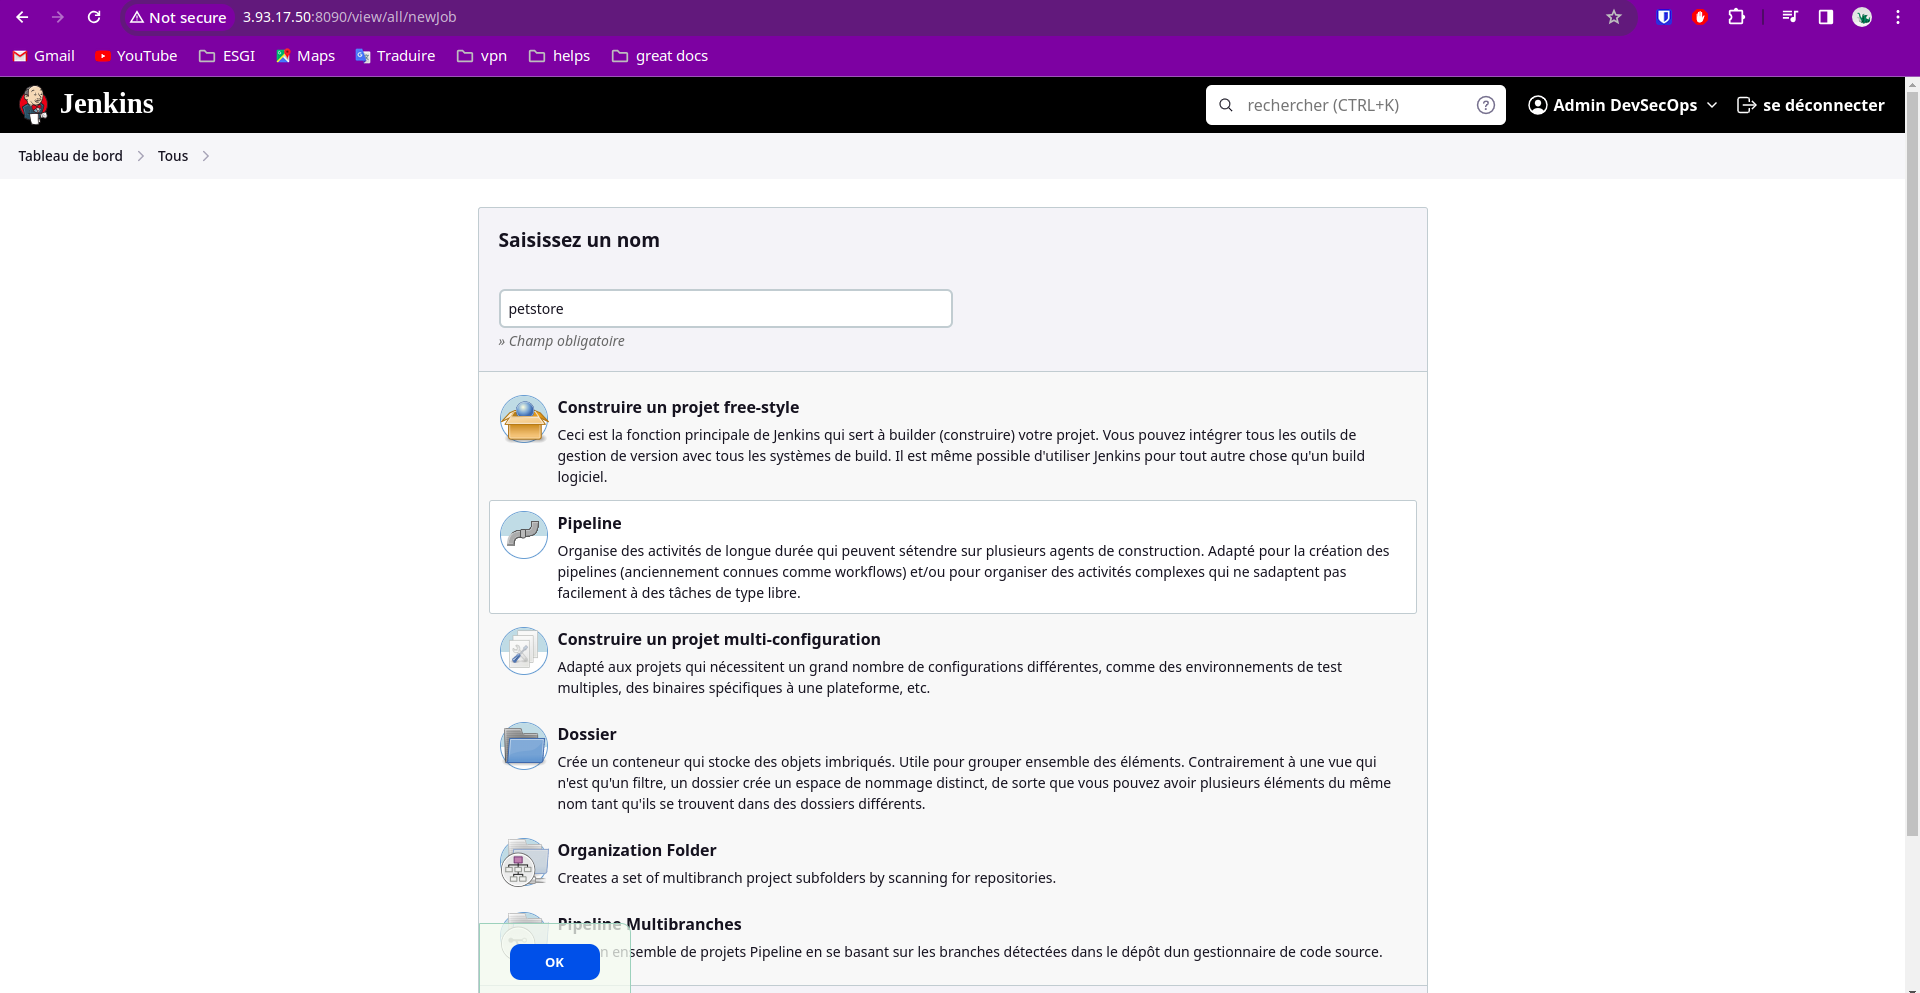 Not secure 3.93.17.50:8090/view/all/newJob
Gmail YouTube ESGI Maps Traduire vpn helps great docs
Jenkins rechercher (CTRL+K) Admin DevSecOps se déconnecter
Tableau de bord Tous
Saisissez un nom
petstore
» Champ obligatoire
Construire un projet free-style
Ceci est la fonction principale de Jenkins qui sert à builder (construire) votre projet. Vous pouvez intégrer tous les outils de
gestion de version avec tous les systèmes de build. Il est même possible d'utiliser Jenkins pour tout autre chose qu'un build
logiciel.
Pipeline
Organise des activités de longue durée qui peuvent sétendre sur plusieurs agents de construction. Adapté pour la création des
pipelines (anciennement connues comme workflows) et/ou pour organiser des activités complexes qui ne sadaptent pas
facilement à des tâches de type libre.
Construire un projet multi-configuration
Adapté aux projets qui nécessitent un grand nombre de configurations différentes, comme des environnements de test
multiples, des binaires spécifiques à une plateforme, etc.
Dossier
Crée un conteneur qui stocke des objets imbriqués. Utile pour grouper ensemble des éléments. Contrairement à une vue qui
n'est qu'un filtre, un dossier crée un espace de nommage distinct, de sorte que vous pouvez avoir plusieurs éléments du même
nom tant qu'ils se trouvent dans des dossiers différents.
Organization Folder
Creates a set of multibranch project subfolders by scanning for repositories.
Pipeline Multibranches
ensemble de projets Pipeline en se basant sur les branches détectées dans le dépôt dun gestionnaire de code source.
OK